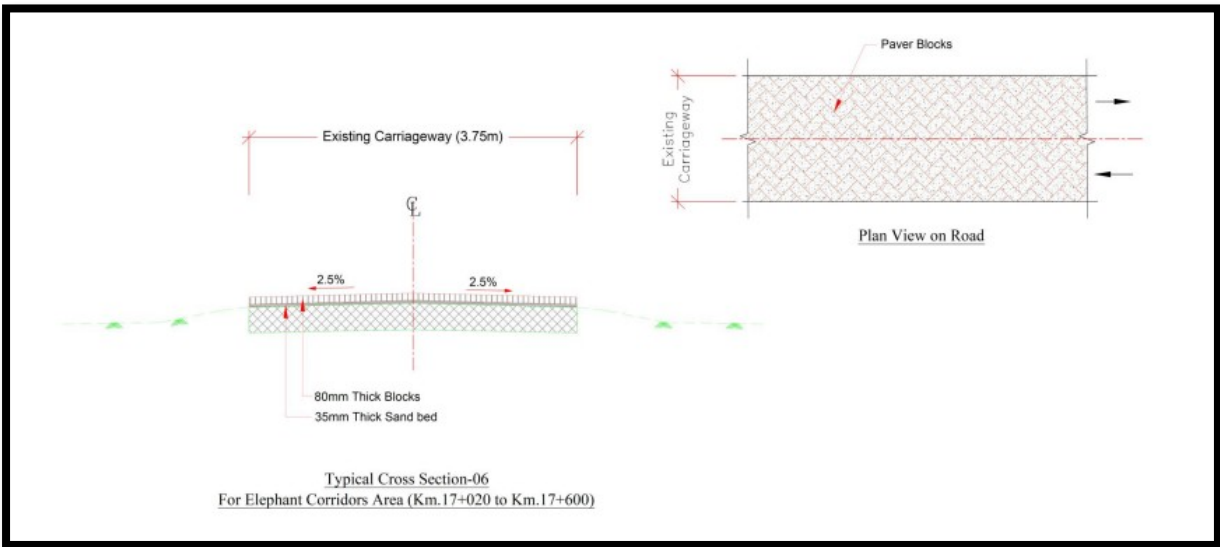 Paver Blocks
Existing
Carriageway
Plan View on Road
Existing Carriageway (3.75m)
CL
2.5%
2.5%
80mm Thick Blocks
35mm Thick Sand bed
Typical Cross Section-06
For Elephant Corridors Area (Km.17+020 to Km.17+600)